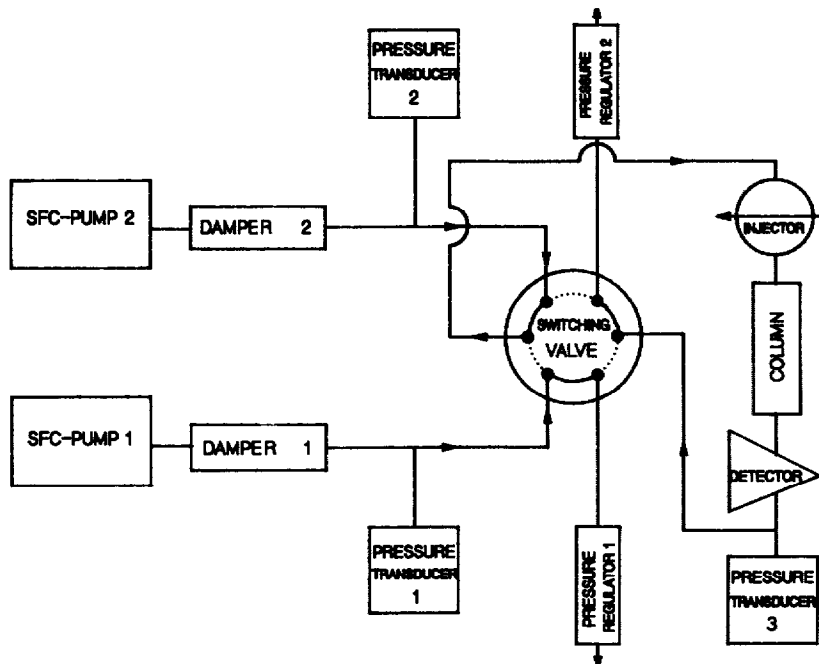 PRESSURE
TRANSDUCER
2
PRESSURE
REGULATOR 2
SFC-PUMP 2
DAMPER 2
INJECTOR
SWITCHING
VALVE
COLUMN
SFC-PUMP 1
DAMPER 1
DETECTOR
PRESSURE
TRANSDUCER
1
PRESSURE
REGULATOR 1
PRESSURE
TRANSDUCER
3